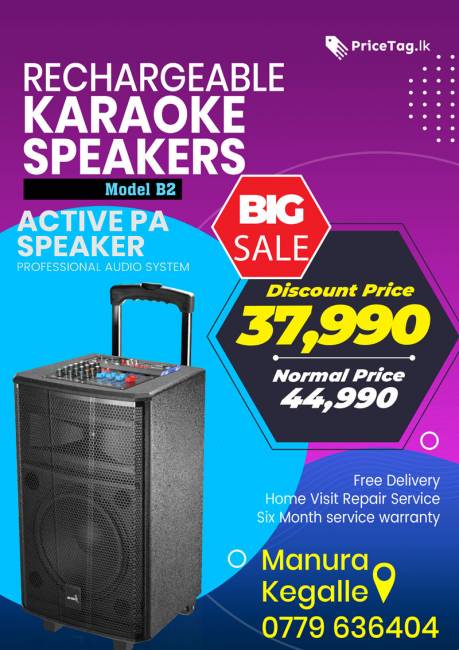 PriceTag.lk
RECHARGEABLE
KARAOKE
SPEAKERS
Model B2
ACTIVE PA
SPEAKER
PROFESSIONAL AUDIO SYSTEM
BIG
SALE
Discount Price
37,990
Normal Price
44,990
Free Delivery
Home Visit Repair Service
Six Month service warranty
Manura
Kegalle
0779 636404